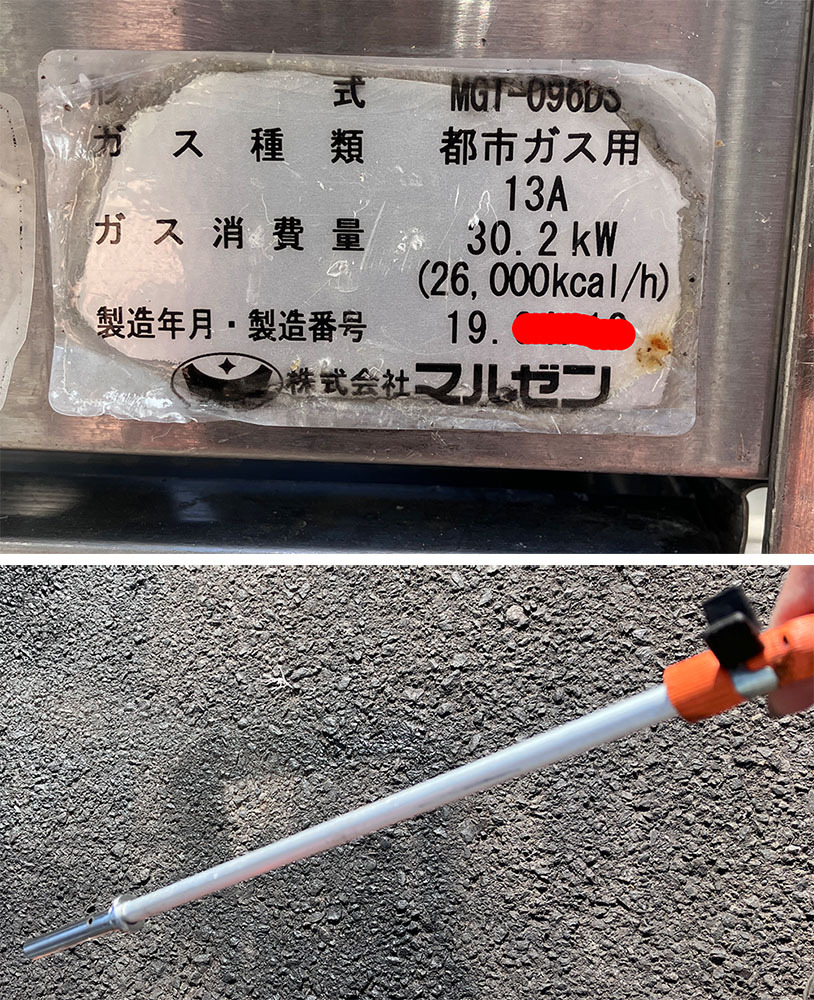 形 式 MGT-096DS
ガス種類 都市ガス用
13A
ガス消費量 30.2kW
(26,000kcal/h)
製造年月・製造番号 19.
株式会社マルゼン